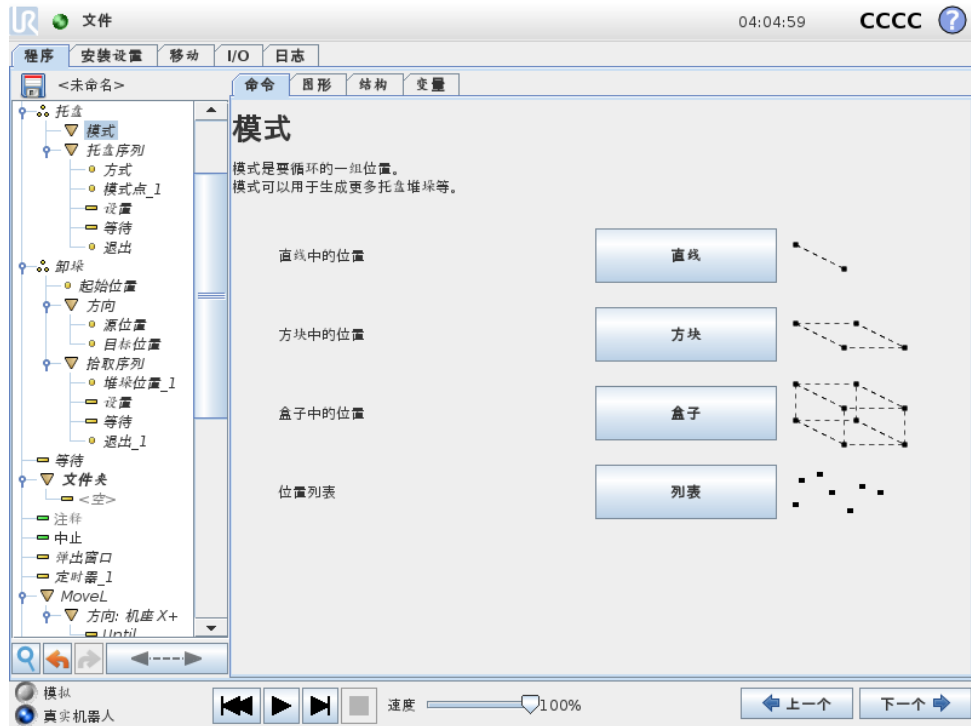 UR 文件 04:04:59 CCCC ?
程序 安装设置 移动 I/O 日志
<未命名> 命令 图形 结构 变量
托盘
模式
托盘序列
方式
模式点_1
设置
等待
退出
卸垛
起始位置
方向
源位置
目标位置
拾取序列
堆垛位置_1
设置
等待
退出_1
等待
文件夹
<空>
注释
中止
弹出窗口
定时器_1
MoveL
方向: 机座 X+
Until
模式
模式是要循环的一组位置。
模式可以用于生成更多托盘堆垛等。
直线中的位置 直线
方块中的位置 方块
盒子中的位置 盒子
位置列表 列表
模拟
真实机器人
速度 100% 上一个 下一个